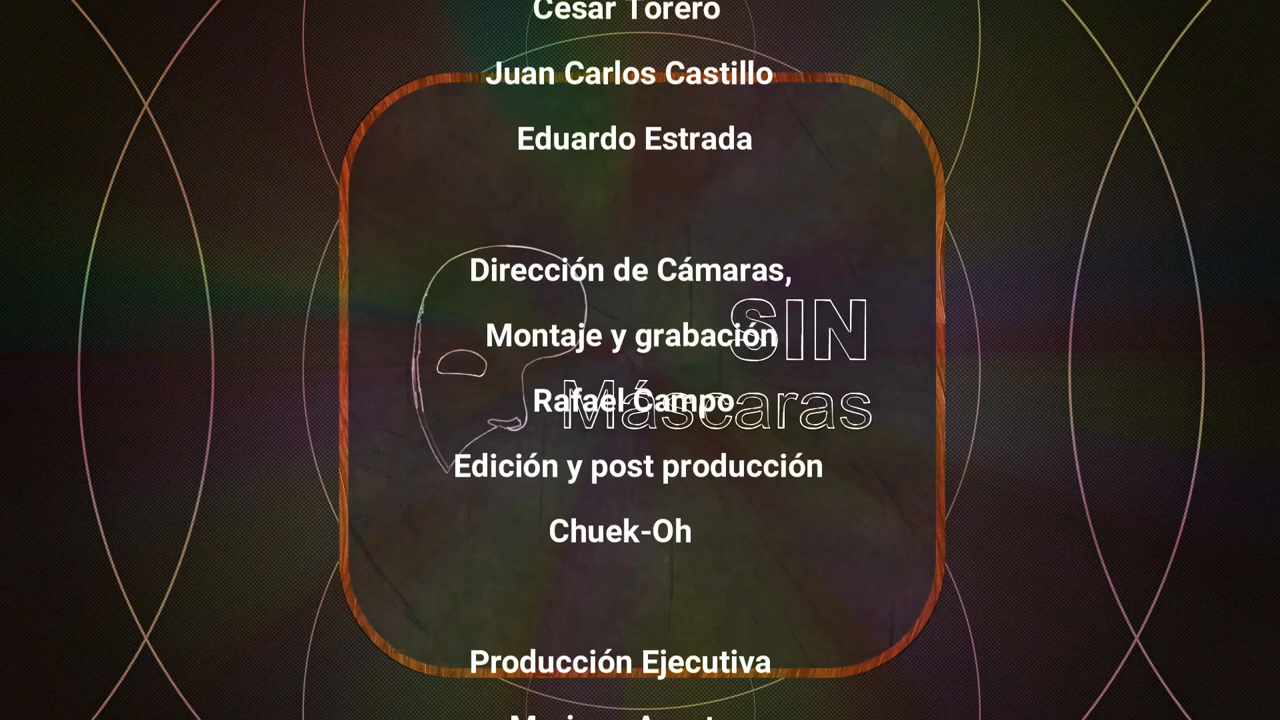 Cesar Torero
Juan Carlos Castillo
Eduardo Estrada
Dirección de Cámaras,
Montaje y grabación
SIN
Rafael Campo
Máscaras
Edición y post producción
Chuek-Oh
Producción Ejecutiva